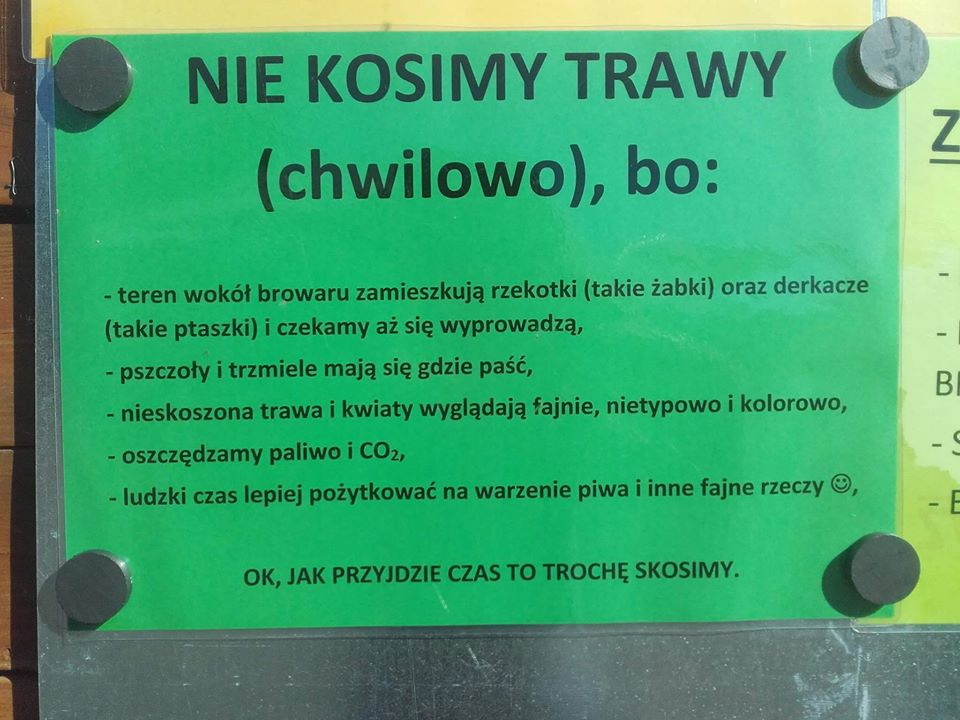 NIE KOSIMY TRAWY
(chwilowo), bo:
- teren wokół browaru zamieszkują rzekotki (takie żabki) oraz derkacze
(takie ptaszki) i czekamy aż się wyprowadzą,
- pszczoły i trzmiele mają się gdzie paść,
- nieskoszona trawa i kwiaty wyglądają fajnie, nietypowo i kolorowo,
- oszczędzamy paliwo i CO₂,
- ludzki czas lepiej pożytkować na warzenie piwa i inne fajne rzeczy ☺,
OK, JAK PRZYJDZIE CZAS TO TROCHĘ SKOSIMY.